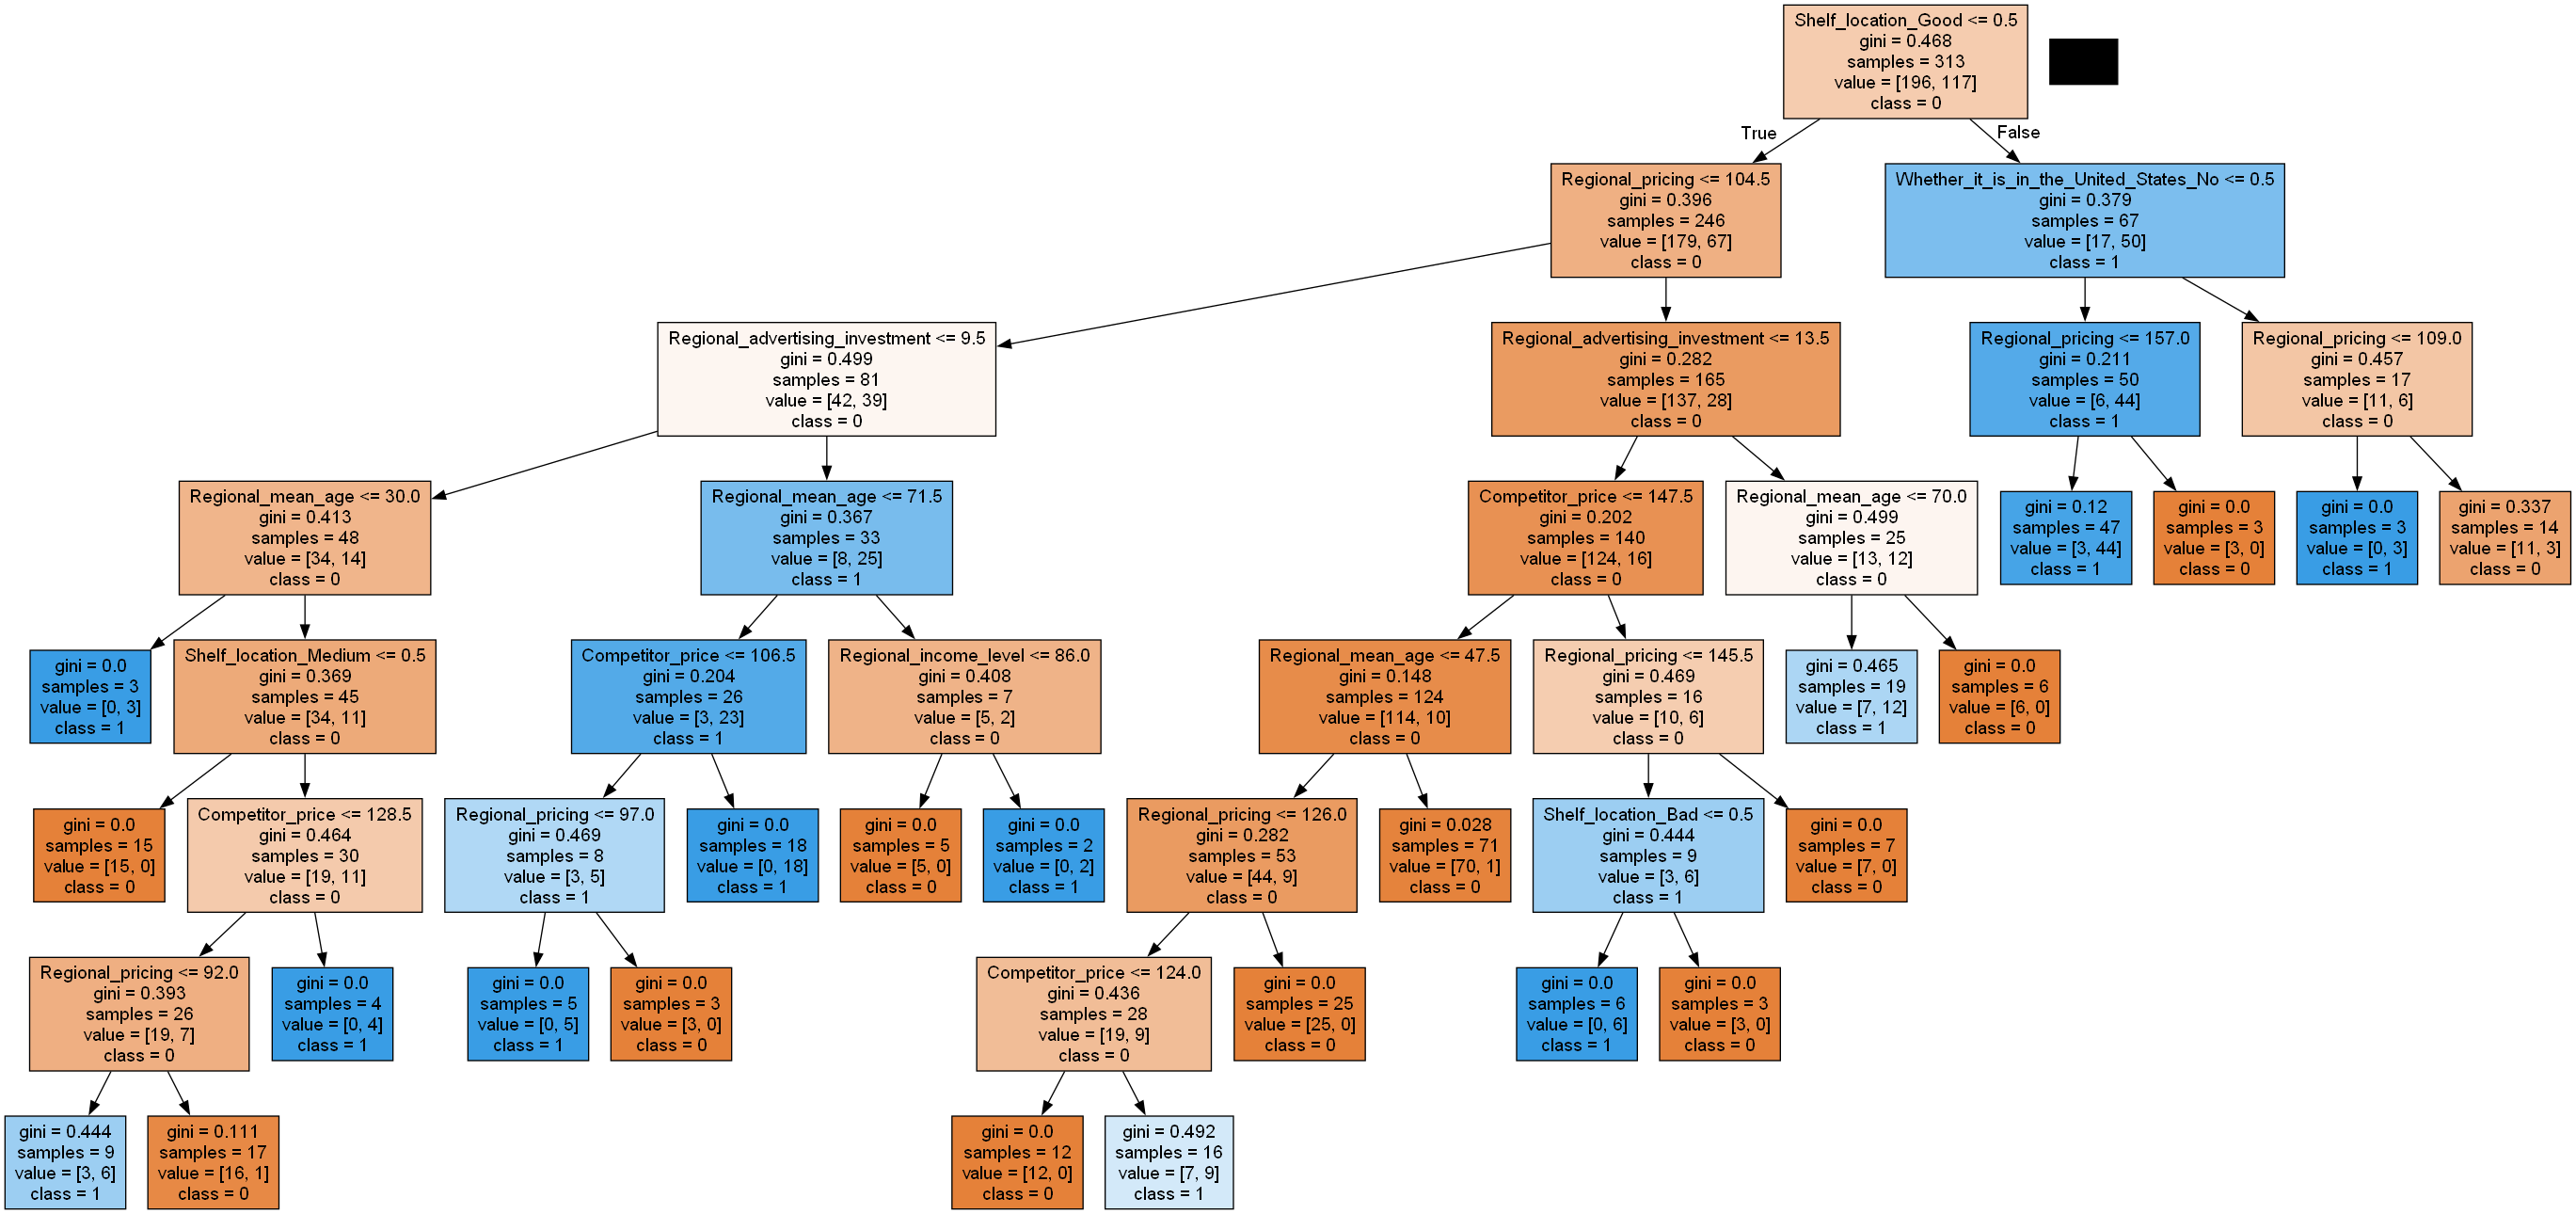 Shelf_location_Good <= 0.5
gini = 0.468
samples = 313
value = [196, 117]
class = 0
True
False
Regional_pricing <= 104.5
gini = 0.396
samples = 246
value = [179, 67]
class = 0
Whether_it_is_in_the_United_States_No <= 0.5
gini = 0.379
samples = 67
value = [17, 50]
class = 1
Regional_advertising_investment <= 9.5
gini = 0.499
samples = 81
value = [42, 39]
class = 0
Regional_advertising_investment <= 13.5
gini = 0.282
samples = 165
value = [137, 28]
class = 0
Regional_pricing <= 157.0
gini = 0.211
samples = 50
value = [6, 44]
class = 1
Regional_pricing <= 109.0
gini = 0.457
samples = 17
value = [11, 6]
class = 0
Regional_mean_age <= 30.0
gini = 0.413
samples = 48
value = [34, 14]
class = 0
Regional_mean_age <= 71.5
gini = 0.367
samples = 33
value = [8, 25]
class = 1
Competitor_price <= 147.5
gini = 0.202
samples = 140
value = [124, 16]
class = 0
Regional_mean_age <= 70.0
gini = 0.499
samples = 25
value = [13, 12]
class = 0
gini = 0.12
samples = 47
value = [3, 44]
class = 1
gini = 0.0
samples = 3
value = [3, 0]
class = 0
gini = 0.0
samples = 3
value = [0, 3]
class = 1
gini = 0.337
samples = 14
value = [11, 3]
class = 0
gini = 0.0
samples = 3
value = [0, 3]
class = 1
Shelf_location_Medium <= 0.5
gini = 0.369
samples = 45
value = [34, 11]
class = 0
Competitor_price <= 106.5
gini = 0.204
samples = 26
value = [3, 23]
class = 1
Regional_income_level <= 86.0
gini = 0.408
samples = 7
value = [5, 2]
class = 0
Regional_mean_age <= 47.5
gini = 0.148
samples = 124
value = [114, 10]
class = 0
Regional_pricing <= 145.5
gini = 0.469
samples = 16
value = [10, 6]
class = 0
gini = 0.465
samples = 19
value = [7, 12]
class = 1
gini = 0.0
samples = 6
value = [6, 0]
class = 0
gini = 0.0
samples = 15
value = [15, 0]
class = 0
Competitor_price <= 128.5
gini = 0.464
samples = 30
value = [19, 11]
class = 0
Regional_pricing <= 97.0
gini = 0.469
samples = 8
value = [3, 5]
class = 1
gini = 0.0
samples = 18
value = [0, 18]
class = 1
gini = 0.0
samples = 5
value = [5, 0]
class = 0
gini = 0.0
samples = 2
value = [0, 2]
class = 1
Regional_pricing <= 126.0
gini = 0.282
samples = 53
value = [44, 9]
class = 0
gini = 0.028
samples = 71
value = [70, 1]
class = 0
Shelf_location_Bad <= 0.5
gini = 0.444
samples = 9
value = [3, 6]
class = 1
gini = 0.0
samples = 7
value = [7, 0]
class = 0
Regional_pricing <= 92.0
gini = 0.393
samples = 26
value = [19, 7]
class = 0
gini = 0.0
samples = 4
value = [0, 4]
class = 1
gini = 0.0
samples = 5
value = [0, 5]
class = 1
gini = 0.0
samples = 3
value = [3, 0]
class = 0
Competitor_price <= 124.0
gini = 0.436
samples = 28
value = [19, 9]
class = 0
gini = 0.0
samples = 25
value = [25, 0]
class = 0
gini = 0.0
samples = 6
value = [0, 6]
class = 1
gini = 0.0
samples = 3
value = [3, 0]
class = 0
gini = 0.444
samples = 9
value = [3, 6]
class = 1
gini = 0.111
samples = 17
value = [16, 1]
class = 0
gini = 0.0
samples = 12
value = [12, 0]
class = 0
gini = 0.492
samples = 16
value = [7, 9]
class = 1